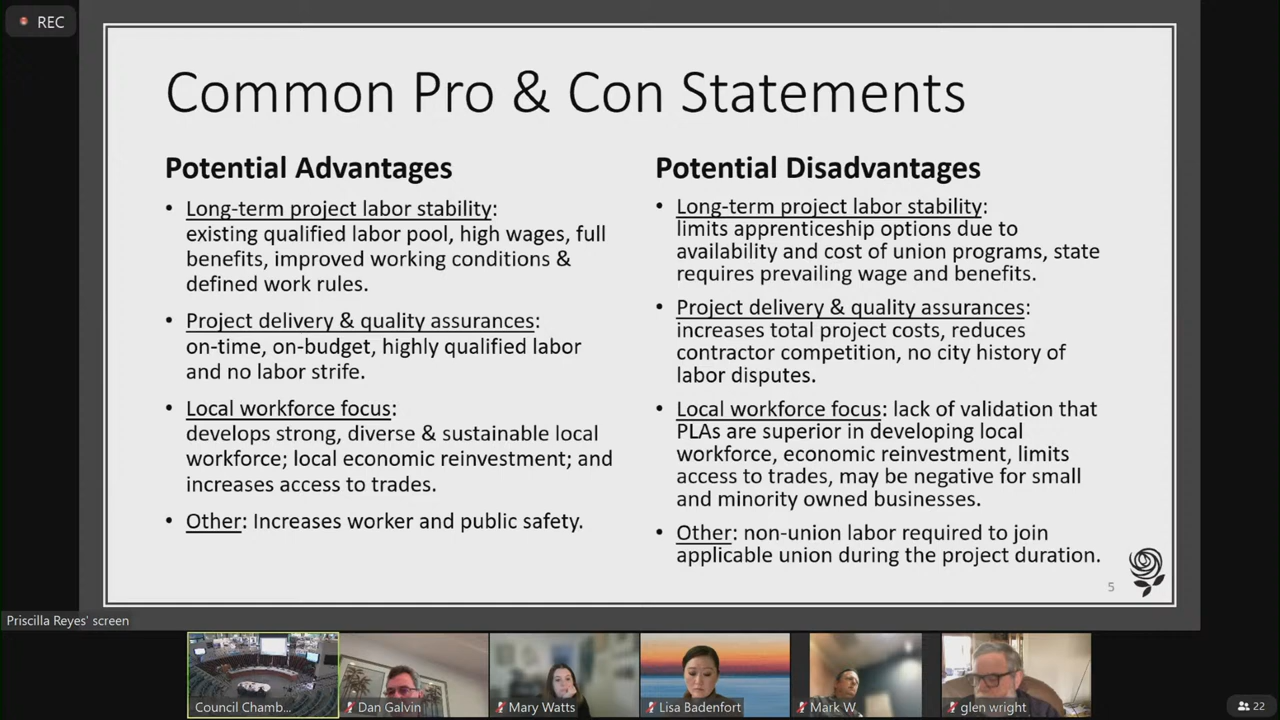 REC
Common Pro & Con Statements
Potential Advantages
• Long-term project labor stability:
existing qualified labor pool, high wages, full
benefits, improved working conditions &
defined work rules.
• Project delivery & quality assurances:
on-time, on-budget, highly qualified labor
and no labor strife.
• Local workforce focus:
develops strong, diverse & sustainable local
workforce; local economic reinvestment; and
increases access to trades.
• Other: Increases worker and public safety.
Potential Disadvantages
• Long-term project labor stability:
limits apprenticeship options due to
availability and cost of union programs, state
requires prevailing wage and benefits.
• Project delivery & quality assurances:
increases total project costs, reduces
contractor competition, no city history of
labor disputes.
• Local workforce focus: lack of validation that
PLAs are superior in developing local
workforce, economic reinvestment, limits
access to trades, may be negative for small
and minority owned businesses.
• Other: non-union labor required to join
applicable union during the project duration.
5
Priscilla Reyes' screen
Council Chamb...
Dan Galvin
Mary Watts
Lisa Badenfort
Mark W
glen wright
22